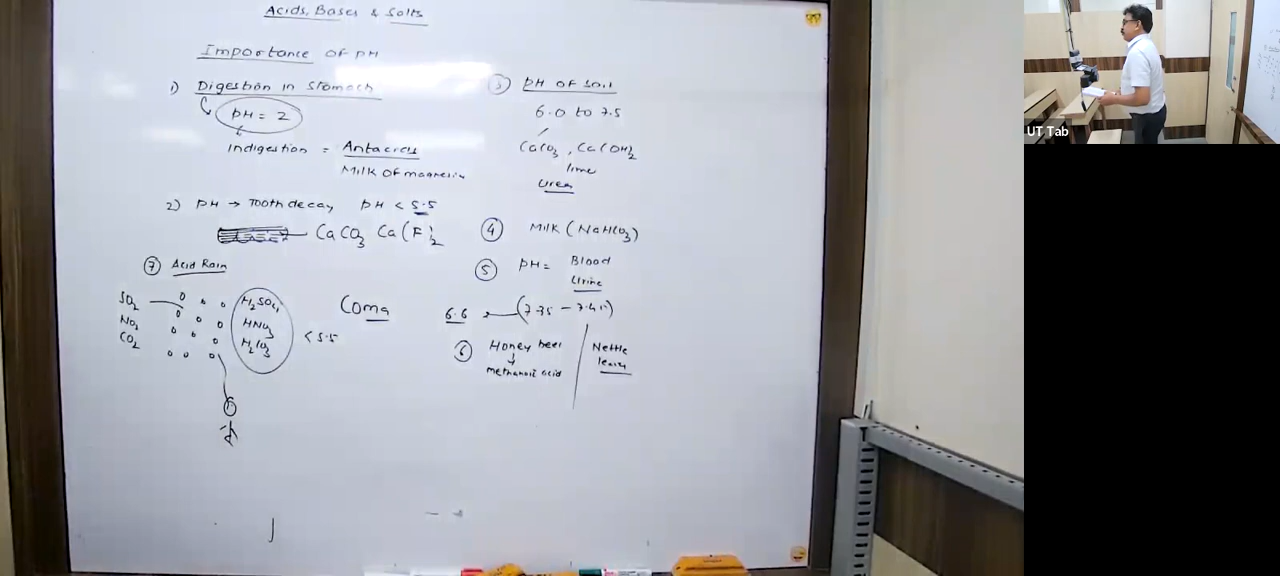 Acids, Bases & Salts
Importance of pH
1) Digestion in Stomach
pH = 2
Indigestion = Antacids
Milk of magnesia
2) pH → Tooth decay pH < 5.5
CaCO3 Ca(F)2
7 Acid Rain
SO2
NO2
CO2
H2SO4
HNO3
H2CO3
< 5.5
Coma
3 pH of soil
6.0 to 7.5
CaCO3, Ca(OH)2
lime
Urea
4 Milk (NaHCO3)
5 pH = Blood
Urine
6.6 (7.35 - 7.45)
6 Honey bee
methanoic acid
Nettle
leaves
UT Tab